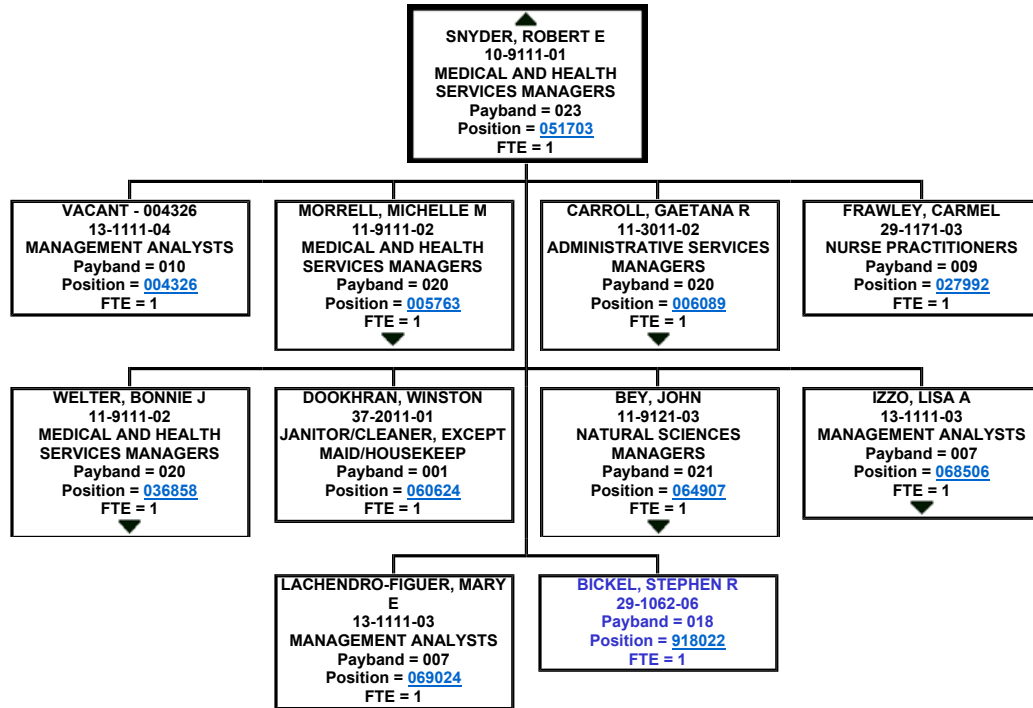 SNYDER, ROBERT E
10-9111-01
MEDICAL AND HEALTH
SERVICES MANAGERS
Payband = 023
Position = 051703
FTE = 1
VACANT - 004326
13-1111-04
MANAGEMENT ANALYSTS
Payband = 010
Position = 004326
FTE = 1
MORRELL, MICHELLE M
11-9111-02
MEDICAL AND HEALTH
SERVICES MANAGERS
Payband = 020
Position = 005763
FTE = 1
CARROLL, GAETANA R
11-3011-02
ADMINISTRATIVE SERVICES
MANAGERS
Payband = 020
Position = 006089
FTE = 1
FRAWLEY, CARMEL
29-1171-03
NURSE PRACTITIONERS
Payband = 009
Position = 027992
FTE = 1
WELTER, BONNIE J
11-9111-02
MEDICAL AND HEALTH
SERVICES MANAGERS
Payband = 020
Position = 036858
FTE = 1
DOOKHRAN, WINSTON
37-2011-01
JANITOR/CLEANER, EXCEPT
MAID/HOUSEKEEP
Payband = 001
Position = 060624
FTE = 1
BEY, JOHN
11-9121-03
NATURAL SCIENCES
MANAGERS
Payband = 021
Position = 064907
FTE = 1
IZZO, LISA A
13-1111-03
MANAGEMENT ANALYSTS
Payband = 007
Position = 068506
FTE = 1
LACHENDRO-FIGUER, MARY
E
13-1111-03
MANAGEMENT ANALYSTS
Payband = 007
Position = 069024
FTE = 1
BICKEL, STEPHEN R
29-1062-06
Payband = 018
Position = 918022
FTE = 1